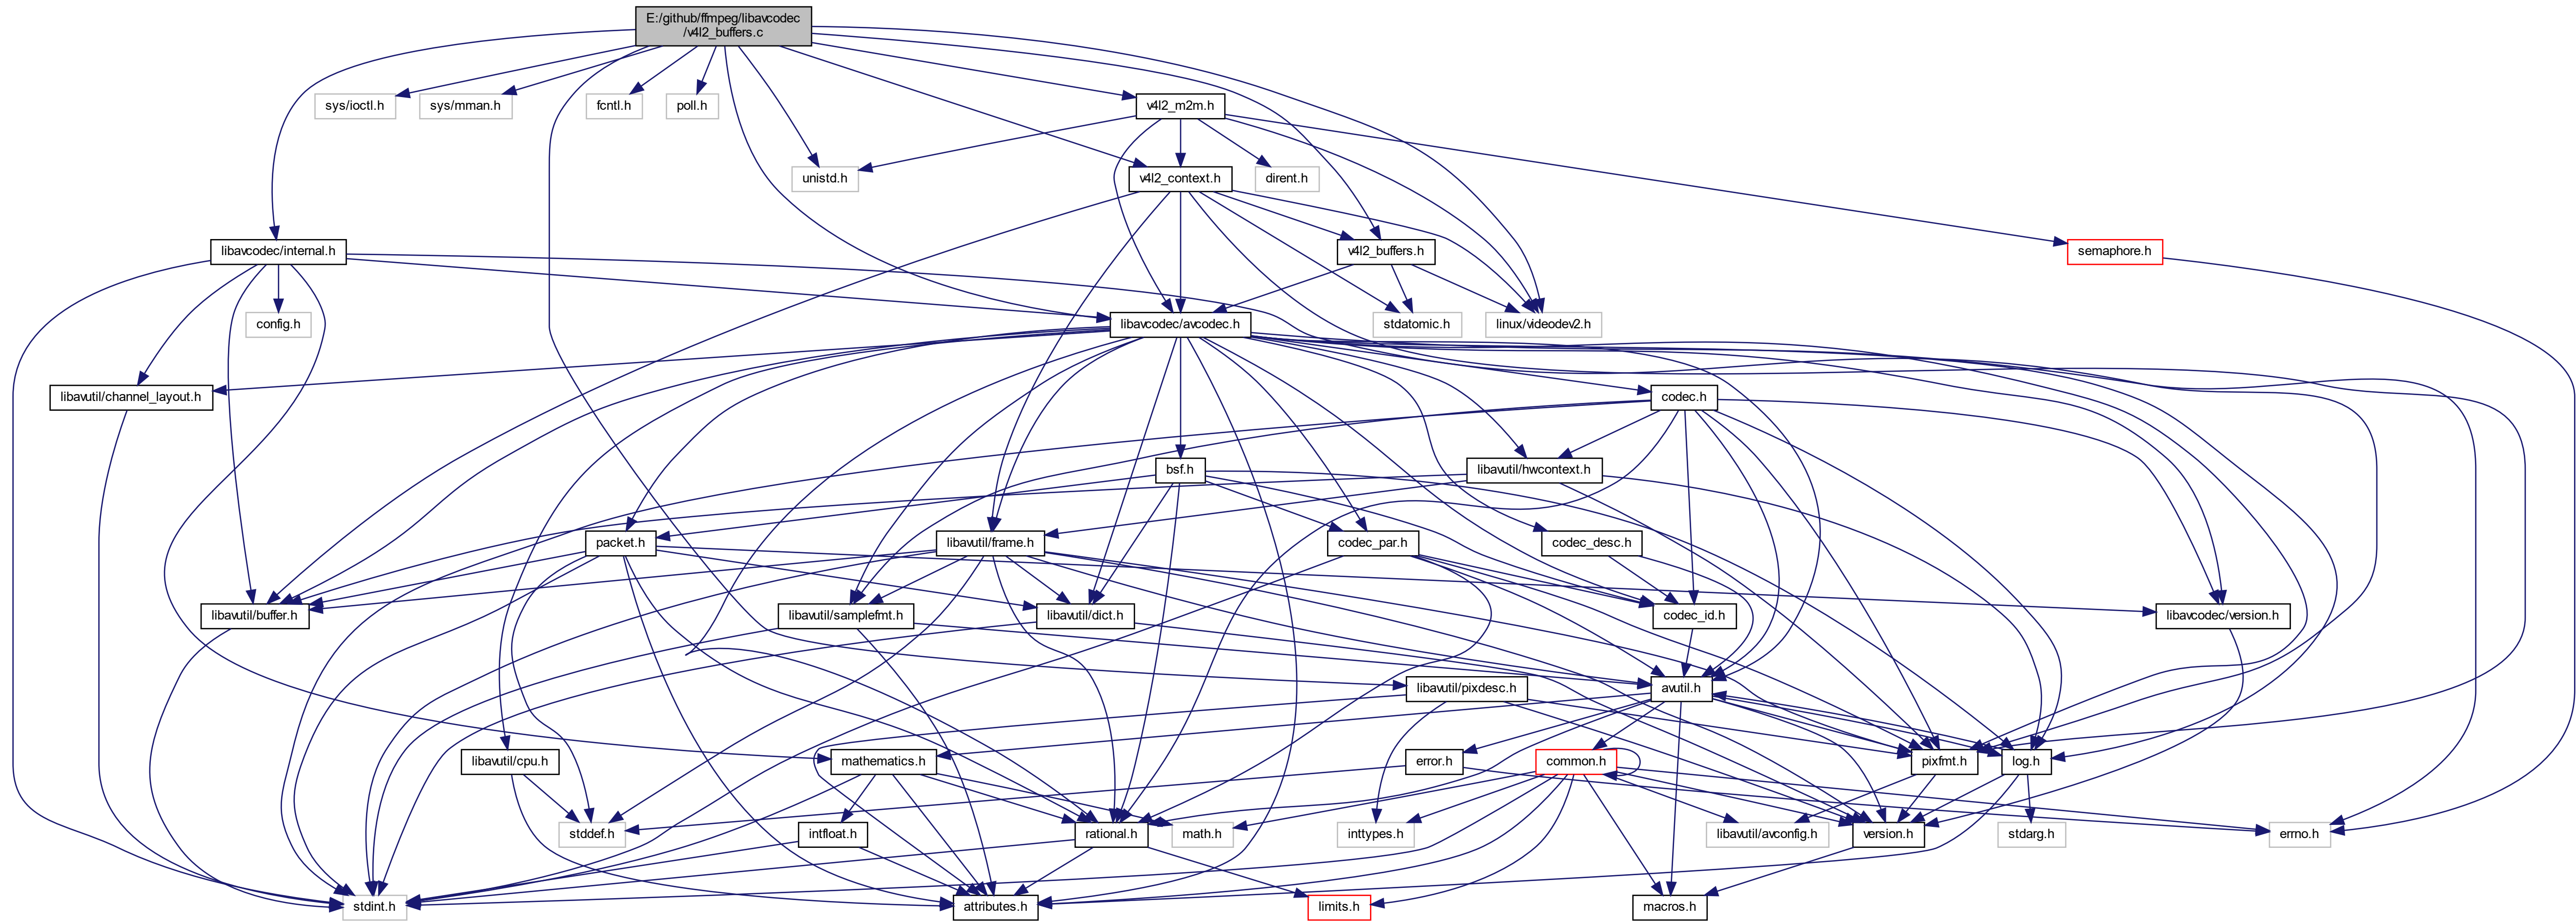 E:/github/ffmpeg/libavcodec
/v4l2_buffers.c
sys/ioctl.h
sys/mman.h
fcntl.h
poll.h
v4l2_m2m.h
unistd.h
v4l2_context.h
dirent.h
libavcodec/internal.h
v4l2_buffers.h
semaphore.h
config.h
libavcodec/avcodec.h
stdatomic.h
linux/videodev2.h
libavutil/channel_layout.h
codec.h
bsf.h
libavutil/hwcontext.h
packet.h
libavutil/frame.h
codec_par.h
codec_desc.h
libavutil/buffer.h
libavutil/samplefmt.h
libavutil/dict.h
codec_id.h
libavcodec/version.h
libavutil/pixdesc.h
avutil.h
libavutil/cpu.h
mathematics.h
error.h
common.h
pixfmt.h
log.h
stddef.h
intfloat.h
rational.h
math.h
inttypes.h
libavutil/avconfig.h
version.h
stdarg.h
errno.h
stdint.h
attributes.h
limits.h
macros.h